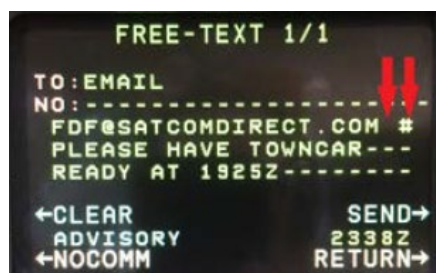 FREE-TEXT 1/1
TO:EMAIL
NO:-----------------------------
FDF@SATCOMDIRECT.COM #
PLEASE HAVE TOWNCAR---
READY AT 1925Z--------
←CLEAR SEND→
ADVISORY 2338Z
←NOCOMM RETURN→